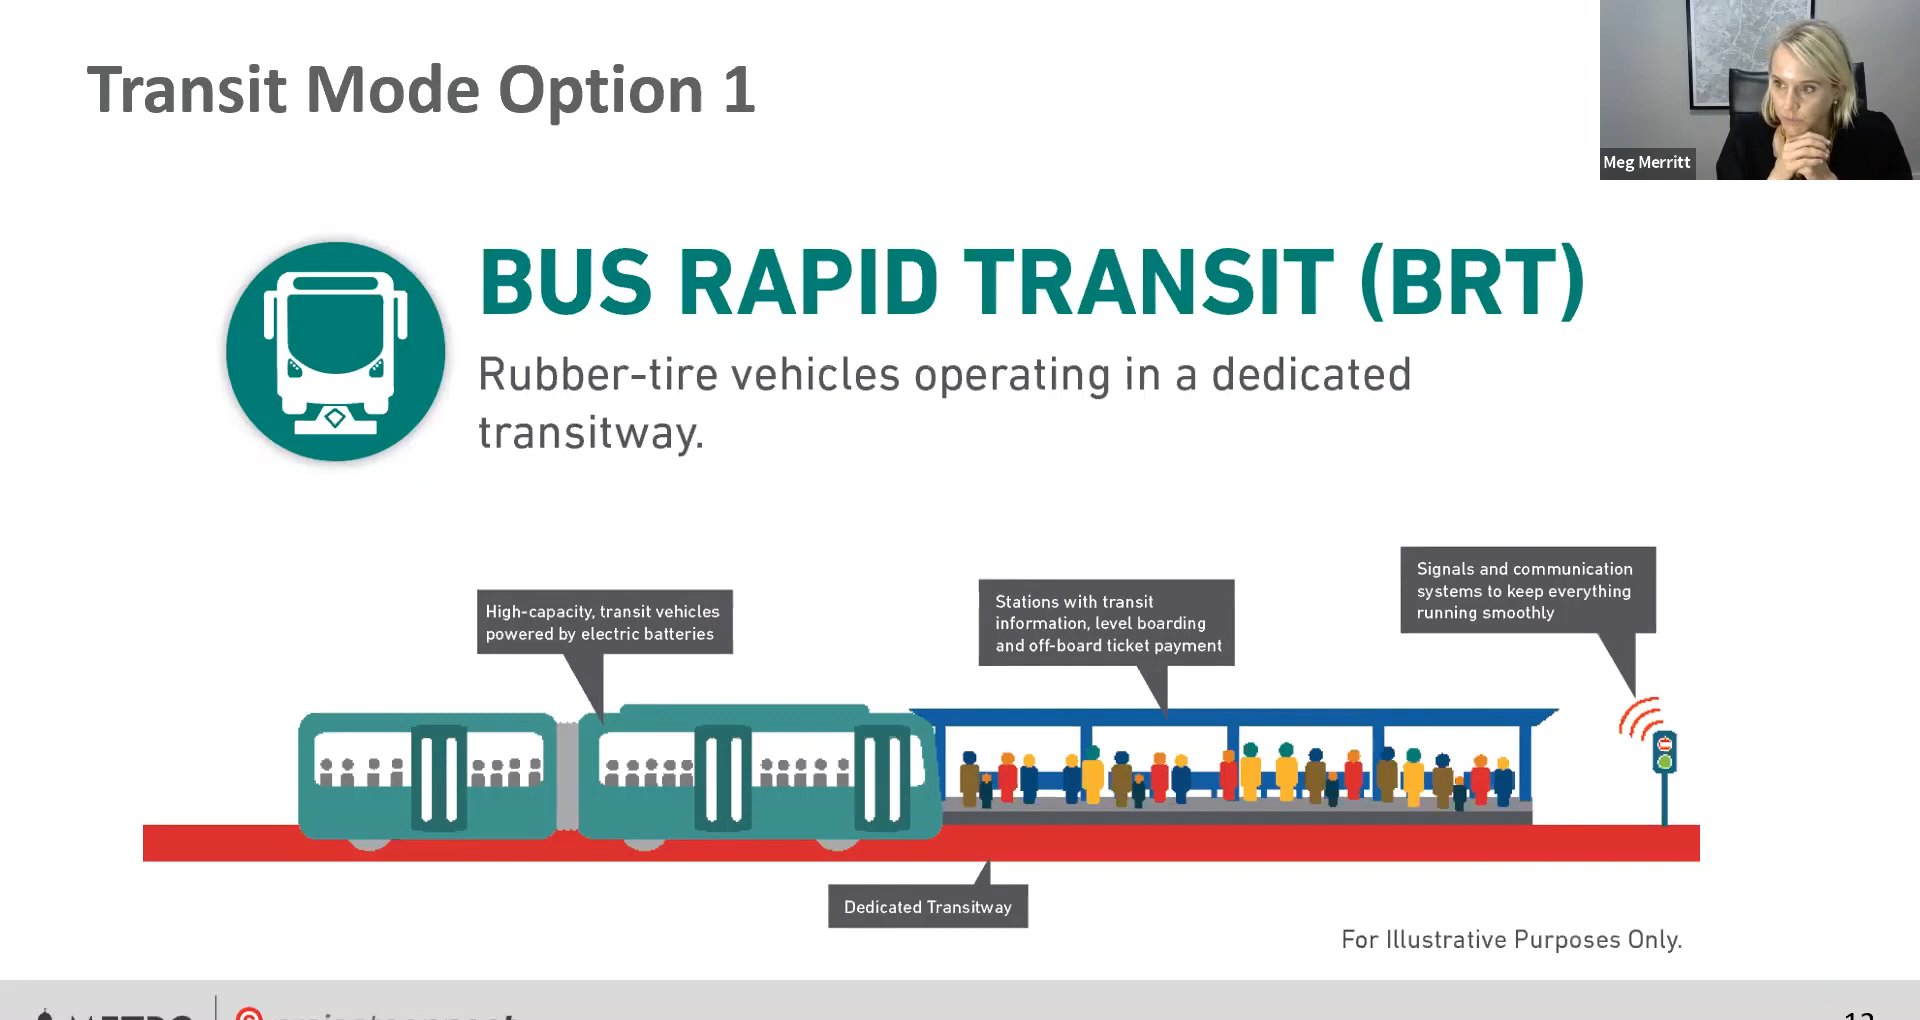 Transit Mode Option 1
Meg Merritt
BUS RAPID TRANSIT (BRT)
Rubber-tire vehicles operating in a dedicated
transitway.
High-capacity, transit vehicles
powered by electric batteries
Stations with transit
information, level boarding
and off-board ticket payment
Signals and communication
systems to keep everything
running smoothly
Dedicated Transitway
For Illustrative Purposes Only.
METRO